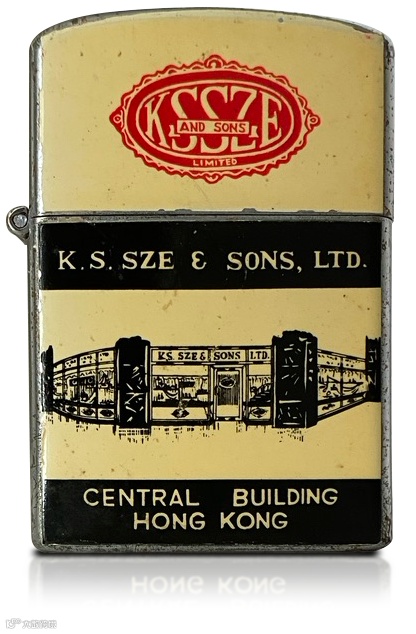 KSSZE
AND SONS
LIMITED
K. S. SZE & SONS, LTD.
K.S. SZE & SONS LTD.
CENTRAL BUILDING
HONG KONG